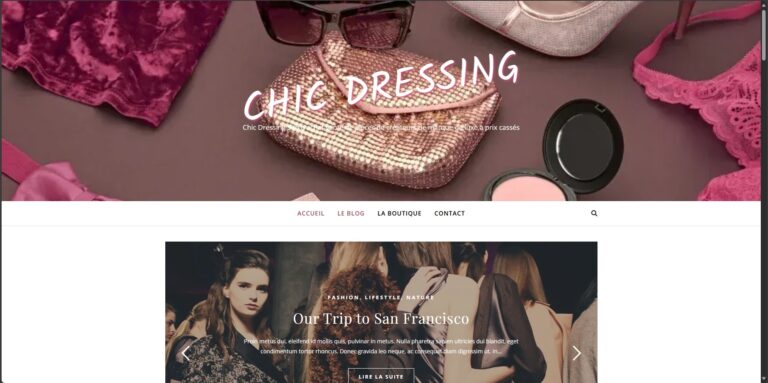 CHIC DRESSING
Chic Dressing
créateurs de
à prix cassés
ACCUEIL LE BLOG LA BOUTIQUE CONTACT
FASHION, LIFESTYLE, NATURE
Our Trip to San Francisco
Proin metus dui, eleifend id mollis quis, pulvinar in metus. Nulla pharetra sapien ultricies dui blandit, eget
condimentum tortor rhoncus. Donec gravida leo neque, ac consequat diam dignissim ut. In...
LIRE LA SUITE